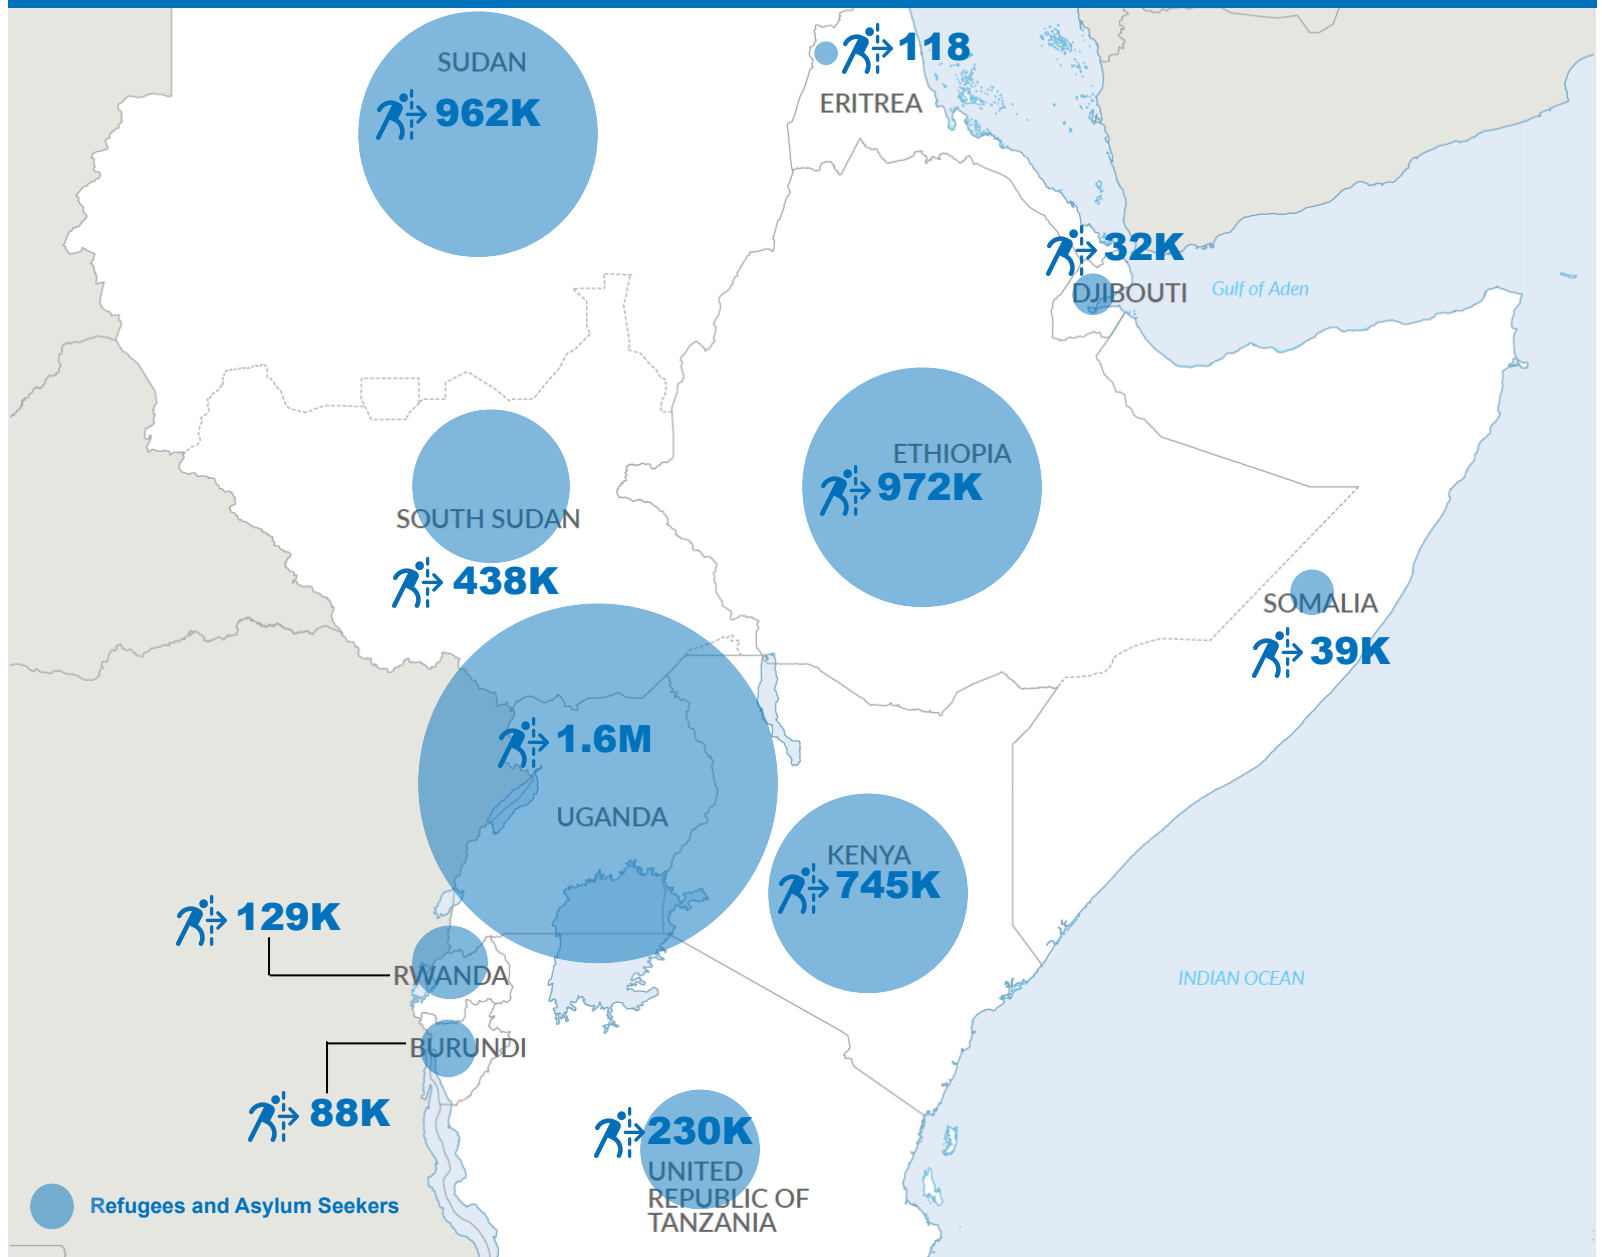 SUDAN
962K
118
ERITREA
32K
DJIBOUTI
Gulf of Aden
ETHIOPIA
972K
SOUTH SUDAN
438K
SOMALIA
39K
1.6M
UGANDA
KENYA
745K
129K
RWANDA
INDIAN OCEAN
BURUNDI
88K
230K
UNITED
REPUBLIC OF
TANZANIA
Refugees and Asylum Seekers